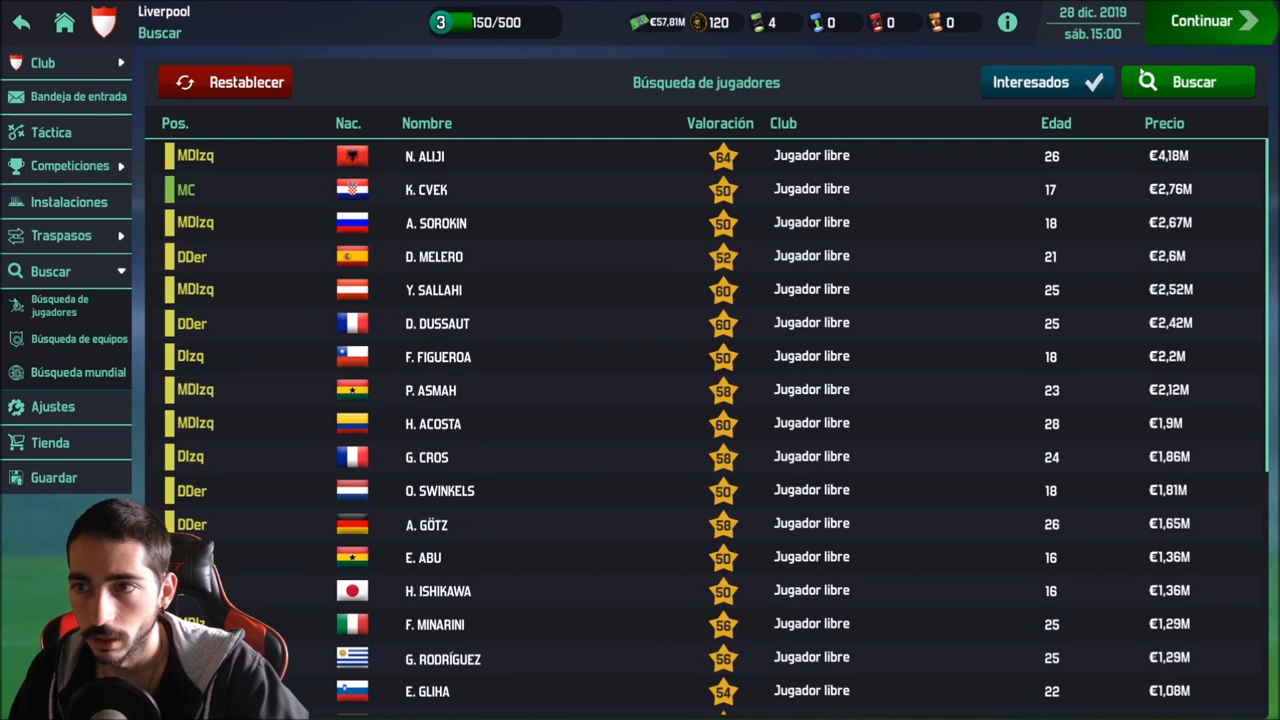 Liverpool
Buscar
3 150/500
€57,81M 120 4 0 0 0
28 dic. 2019
sáb. 15:00
Continuar
Club
Bandeja de entrada
Táctica
Competiciones
Instalaciones
Traspasos
Buscar
Búsqueda de
jugadores
Búsqueda de equipos
Búsqueda mundial
Ajustes
Tienda
Guardar
Restablecer
Búsqueda de jugadores
Interesados
Buscar
Pos. Nac. Nombre Valoración Club Edad Precio
MDIzq N. ALIJI 64 Jugador libre 26 €4,18M
MC K. CVEK 50 Jugador libre 17 €2,76M
MDIzq A. SOROKIN 50 Jugador libre 18 €2,67M
DDer D. MELERO 52 Jugador libre 21 €2,6M
MDIzq Y. SALLAHI 60 Jugador libre 25 €2,52M
DDer D. DUSSAUT 60 Jugador libre 25 €2,42M
DIzq F. FIGUEROA 50 Jugador libre 18 €2,2M
MDIzq P. ASMAH 58 Jugador libre 23 €2,12M
MDIzq H. ACOSTA 60 Jugador libre 28 €1,9M
DIzq G. CROS 58 Jugador libre 24 €1,86M
DDer O. SWINKELS 50 Jugador libre 18 €1,81M
DDer A. GÖTZ 58 Jugador libre 26 €1,65M
E. ABU 50 Jugador libre 16 €1,36M
H. ISHIKAWA 50 Jugador libre 16 €1,36M
F. MINARINI 56 Jugador libre 25 €1,29M
G. RODRÍGUEZ 56 Jugador libre 25 €1,29M
E. GLIHA 54 Jugador libre 22 €1,08M